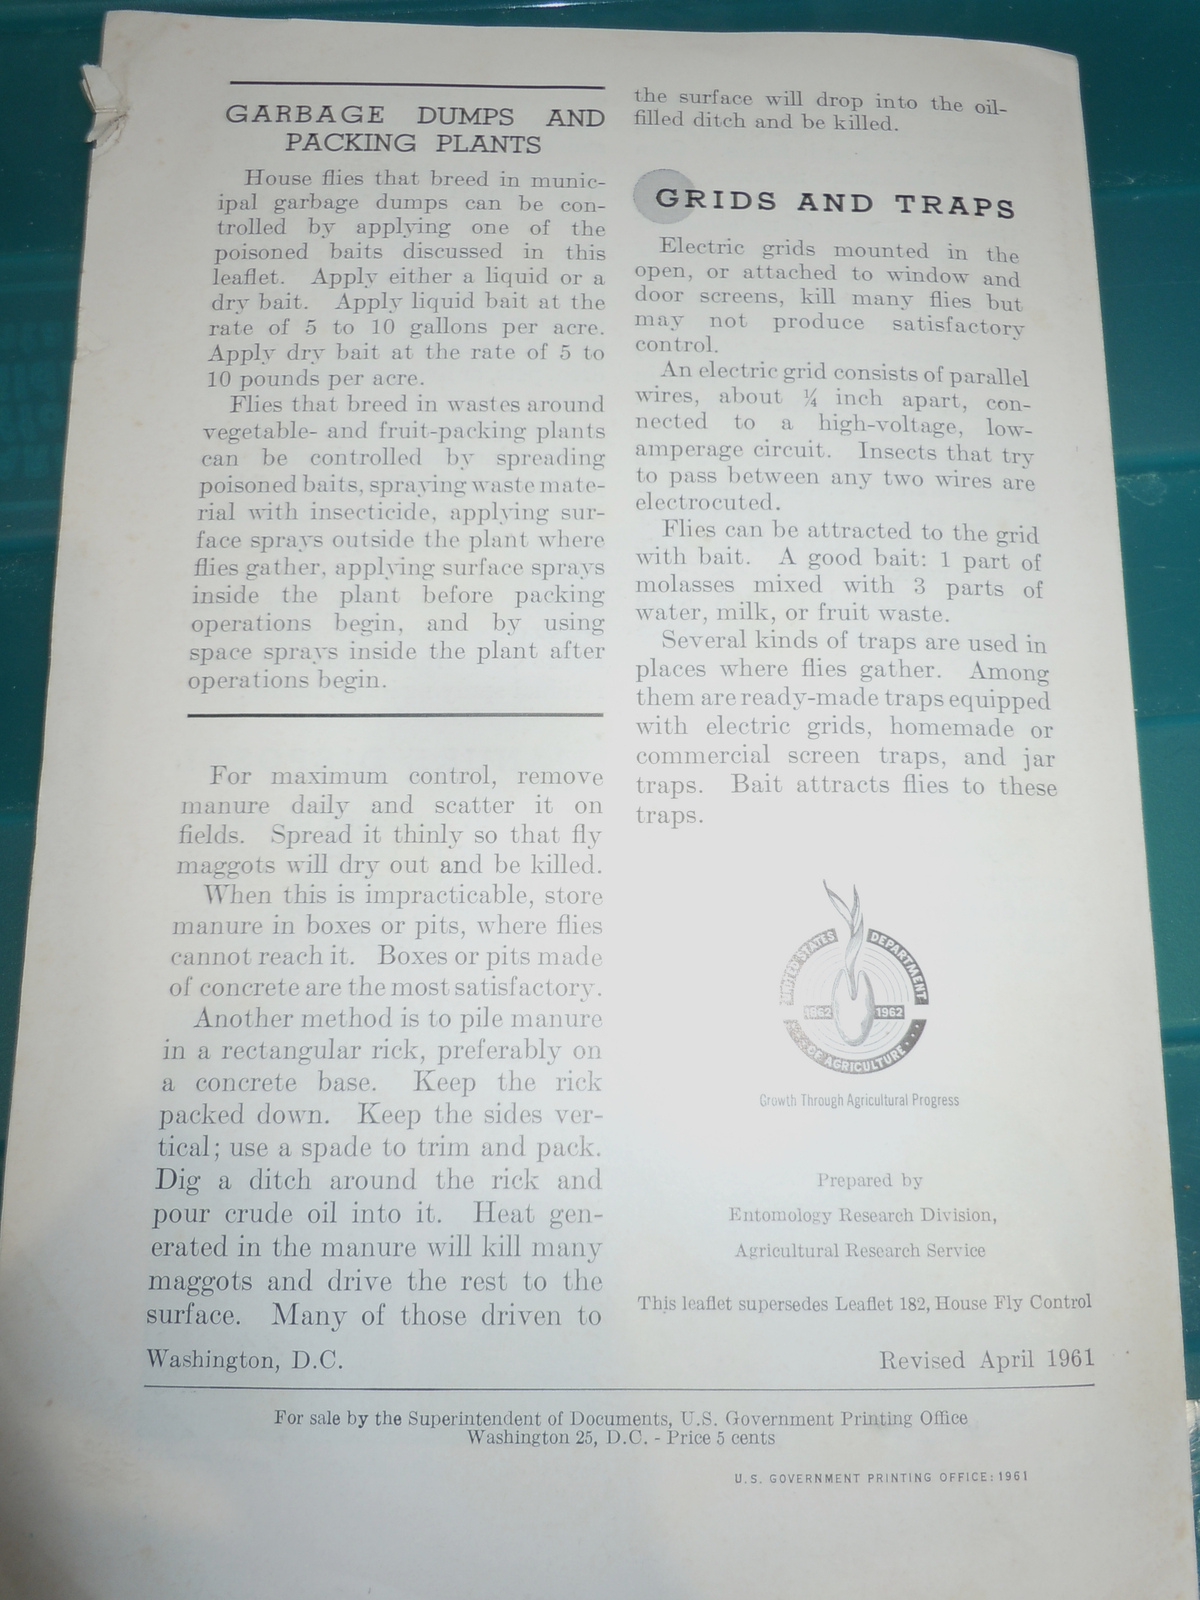 GARBAGE DUMPS AND
PACKING PLANTS
House flies that breed in munic-
ipal garbage dumps can be con-
trolled by applying one of the
poisoned baits discussed in this
leaflet. Apply either a liquid or a
dry bait. Apply liquid bait at the
rate of 5 to 10 gallons per acre.
Apply dry bait at the rate of 5 to
10 pounds per acre.
Flies that breed in wastes around
vegetable- and fruit-packing plants
can be controlled by spreading
poisoned baits, spraying waste mate-
rial with insecticide, applying sur-
face sprays outside the plant where
flies gather, applying surface sprays
inside the plant before packing
operations begin, and by using
space sprays inside the plant after
operations begin.
For maximum control, remove
manure daily and scatter it on
fields. Spread it thinly so that fly
maggots will dry out and be killed.
When this is impracticable, store
manure in boxes or pits, where flies
cannot reach it. Boxes or pits made
of concrete are the most satisfactory.
Another method is to pile manure
in a rectangular rick, preferably on
a concrete base. Keep the rick
packed down. Keep the sides ver-
tical; use a spade to trim and pack.
Dig a ditch around the rick and
pour crude oil into it. Heat gen-
erated in the manure will kill many
maggots and drive the rest to the
surface. Many of those driven to
the surface will drop into the oil-
filled ditch and be killed.
GRIDS AND TRAPS
Electric grids mounted in the
open, or attached to window and
door screens, kill many flies but
may not produce satisfactory
control.
An electric grid consists of parallel
wires, about ¼ inch apart, con-
nected to a high-voltage, low-
amperage circuit. Insects that try
to pass between any two wires are
electrocuted.
Flies can be attracted to the grid
with bait. A good bait: 1 part of
molasses mixed with 3 parts of
water, milk, or fruit waste.
Several kinds of traps are used in
places where flies gather. Among
them are ready-made traps equipped
with electric grids, homemade or
commercial screen traps, and jar
traps. Bait attracts flies to these
traps.
UNITED STATES DEPARTMENT
1862 1962
OF AGRICULTURE
Growth Through Agricultural Progress
Prepared by
Entomology Research Division,
Agricultural Research Service
This leaflet supersedes Leaflet 182, House Fly Control
Washington, D.C. Revised April 1961
For sale by the Superintendent of Documents, U.S. Government Printing Office
Washington 25, D.C. - Price 5 cents
U.S. GOVERNMENT PRINTING OFFICE: 1961